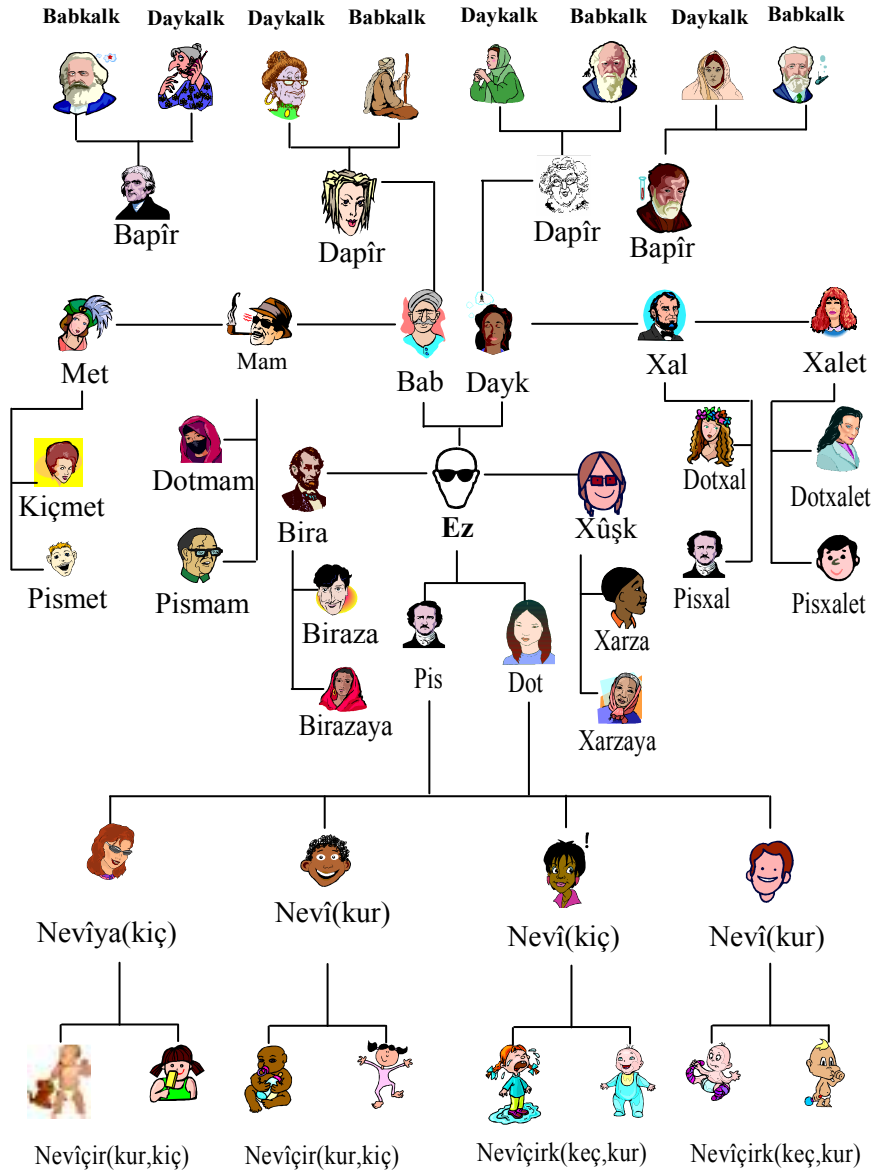 Babkalk Daykalk Daykalk Babkalk Daykalk Babkalk Daykalk Babkalk
Bapîr Dapîr Dapîr Bapîr
Met Mam Bab Dayk Xal Xalet
Kiçmet Dotmam Bira Ez Xûşk Dotxal Dotxalet
Pismet Pismam Biraza Xarza Pisxal Pisxalet
Pis Dot
Birazaya Xarzaya
!
Nevîya(kiç) Nevî(kur) Nevî(kiç) Nevî(kur)
Nevîçir(kur,kiç) Nevîçir(kur,kiç) Nevîçirk(keç,kur) Nevîçirk(keç,kur)